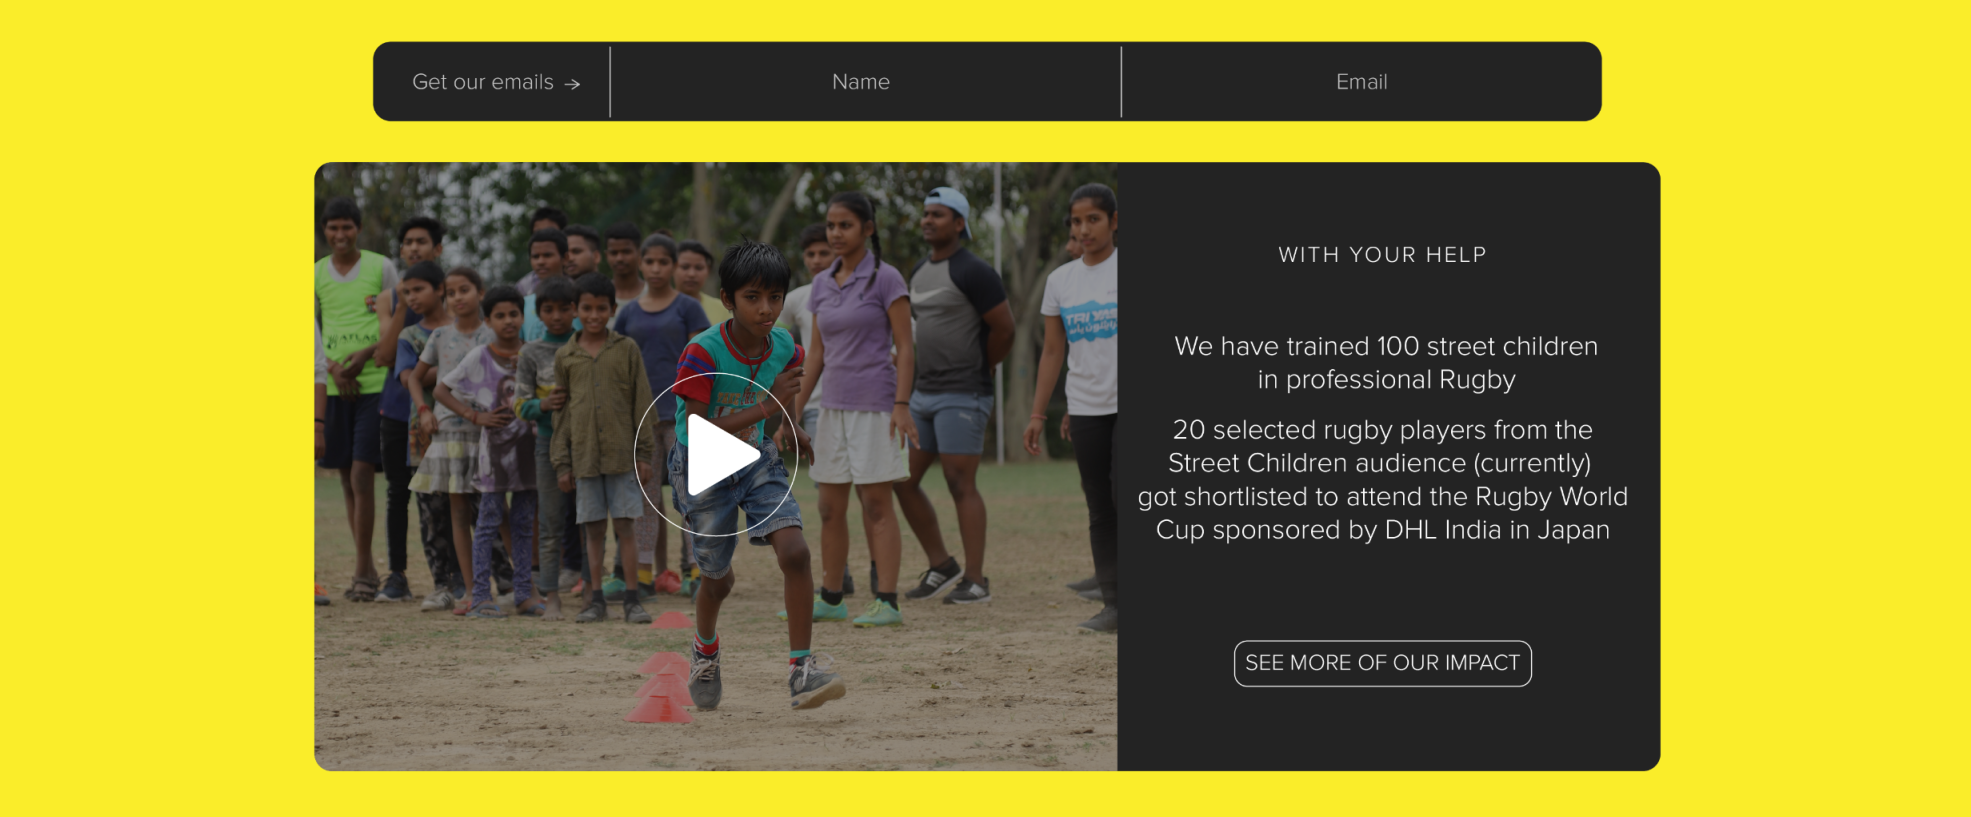 Get our emails →
Name
Email
ATLAS
WITH YOUR HELP
We have trained 100 street children
in professional Rugby
20 selected rugby players from the
Street Children audience (currently)
got shortlisted to attend the Rugby World
Cup sponsored by DHL India in Japan
SEE MORE OF OUR IMPACT